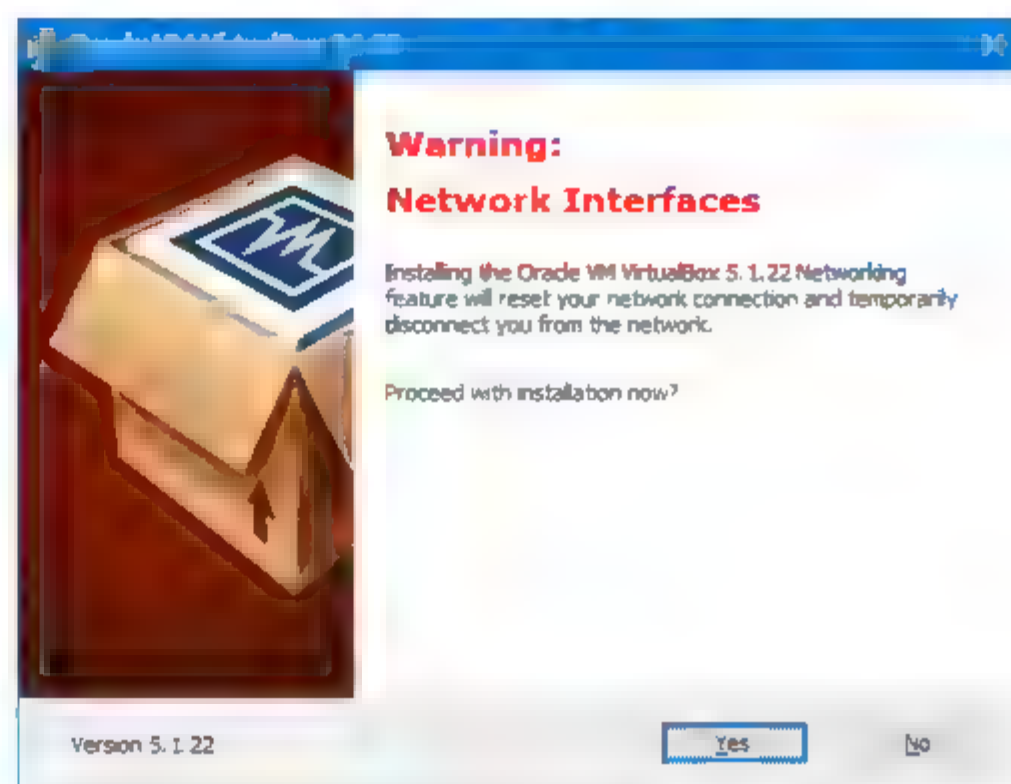 Warning:
Network Interfaces
Installing the Oracle VM VirtualBox 5.1.22 Networking
feature will reset your network connection and temporarily
disconnect you from the network.
Proceed with installation now?
Version 5.1.22
Yes
No